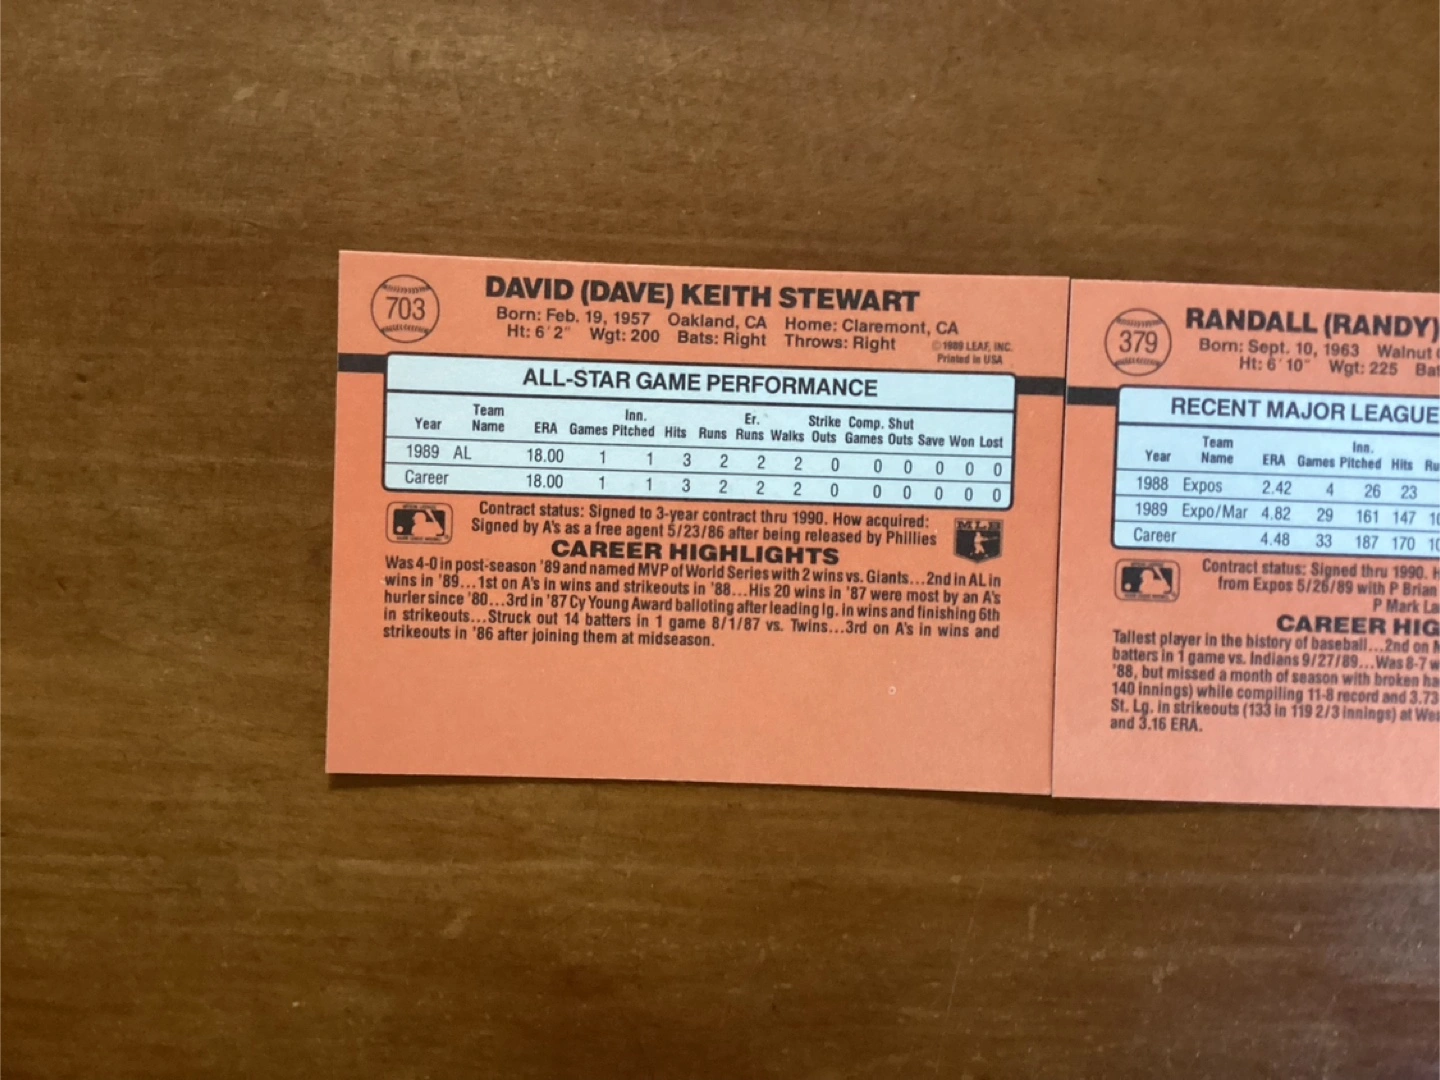 703
DAVID (DAVE) KEITH STEWART
Born: Feb. 19, 1957 Oakland, CA Home: Claremont, CA
Ht: 6'2" Wgt: 200 Bats: Right Throws: Right
©1989 LEAF, INC.
Printed in USA
ALL-STAR GAME PERFORMANCE
Year Team Name ERA Games Inn. Pitched Hits Runs Er. Runs Walks Strike Outs Comp. Games Shut Outs Save Won Lost
1989 AL 18.00 1 1 3 2 2 2 0 0 0 0 0 0
Career 18.00 1 1 3 2 2 2 0 0 0 0 0 0
Contract status: Signed to 3-year contract thru 1990. How acquired:
Signed by A's as a free agent 5/23/86 after being released by Phillies
MLB
CAREER HIGHLIGHTS
Was 4-0 in post-season '89 and named MVP of World Series with 2 wins vs. Giants...2nd in AL in
wins in '89...1st on A's in wins and strikeouts in '88...His 20 wins in '87 were most by an A's
hurler since '80...3rd in '87 Cy Young Award balloting after leading lg. in wins and finishing 6th
in strikeouts...Struck out 14 batters in 1 game 8/1/87 vs. Twins...3rd on A's in wins and
strikeouts in '86 after joining them at midseason.
379
RANDALL (RANDY)
Born: Sept. 10, 1963 Walnut
Ht: 6'10" Wgt: 225
RECENT MAJOR LEAGUE
Year Team Name ERA Games Inn. Pitched Hits
1988 Expos 2.42 4 26 23
1989 Expo/Mar 4.82 29 161 147
Career 4.48 33 187 170
Contract status: Signed thru 1990.
from Expos 5/26/89 with P Brian
P Mark
CAREER
Tallest player in the history of baseball...2nd on
batters in 1 game vs. Indians 9/27/89...Was 8-7
'88, but missed a month of season with broken
140 innings) while compiling 11-8 record and 3.73
St. Lg. in strikeouts (133 in 119 2/3 innings) at
and 3.16 ERA.